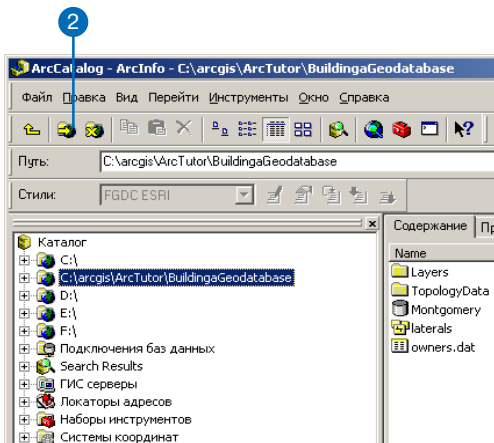 2
ArcCatalog - ArcInfo - C:\arcgis\ArcTutor\BuildingaGeodatabase
Файл Правка Вид Перейти Инструменты Окно Справка
Путь: C:\arcgis\ArcTutor\BuildingaGeodatabase
Стили: FGDC ESRI
Содержание
Каталог
C:\
C:\arcgis\ArcTutor\BuildingaGeodatabase
D:\
E:\
F:\
Подключения баз данных
Search Results
ГИС серверы
Локаторы адресов
Наборы инструментов
Системы координат
Name
Layers
TopologyData
Montgomery
laterals
owners.dat